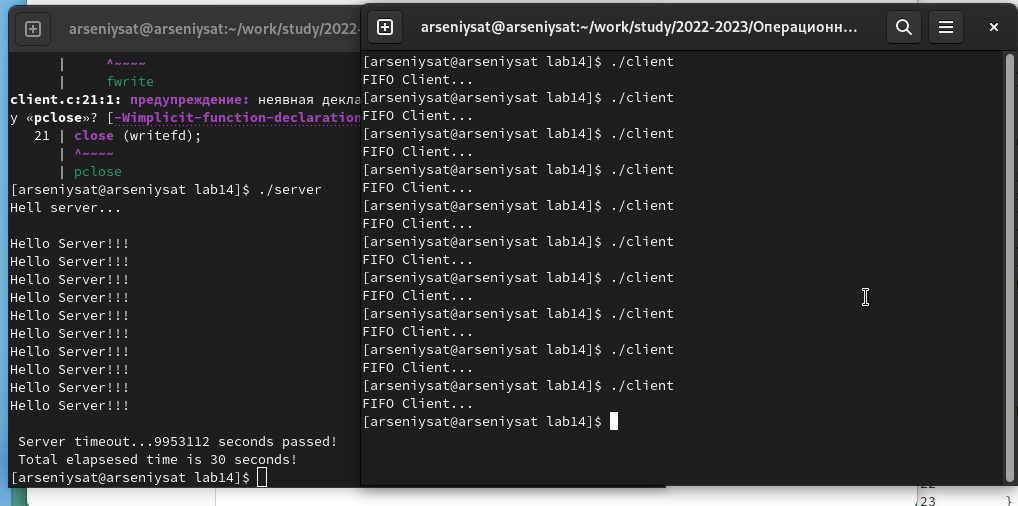 arseniysat@arseniysat:~/work/study/2022-
|     ^~~~~
|     fwrite
client.c:21:1: предупреждение: неявная декла
у «pclose»? [-Wimplicit-function-declaration
21 | close (writefd);
| ^~~~~
| pclose
[arseniysat@arseniysat lab14]$ ./server
Hell server...
Hello Server!!!
Hello Server!!!
Hello Server!!!
Hello Server!!!
Hello Server!!!
Hello Server!!!
Hello Server!!!
Hello Server!!!
Hello Server!!!
Hello Server!!!
Server timeout...9953112 seconds passed!
Total elapsesed time is 30 seconds!
[arseniysat@arseniysat lab14]$
arseniysat@arseniysat:~/work/study/2022-2023/Операционн...
[arseniysat@arseniysat lab14]$ ./client
FIFO Client...
[arseniysat@arseniysat lab14]$ ./client
FIFO Client...
[arseniysat@arseniysat lab14]$ ./client
FIFO Client...
[arseniysat@arseniysat lab14]$ ./client
FIFO Client...
[arseniysat@arseniysat lab14]$ ./client
FIFO Client...
[arseniysat@arseniysat lab14]$ ./client
FIFO Client...
[arseniysat@arseniysat lab14]$ ./client
FIFO Client...
[arseniysat@arseniysat lab14]$ ./client
FIFO Client...
[arseniysat@arseniysat lab14]$ ./client
FIFO Client...
[arseniysat@arseniysat lab14]$ ./client
FIFO Client...
[arseniysat@arseniysat lab14]$
23 }